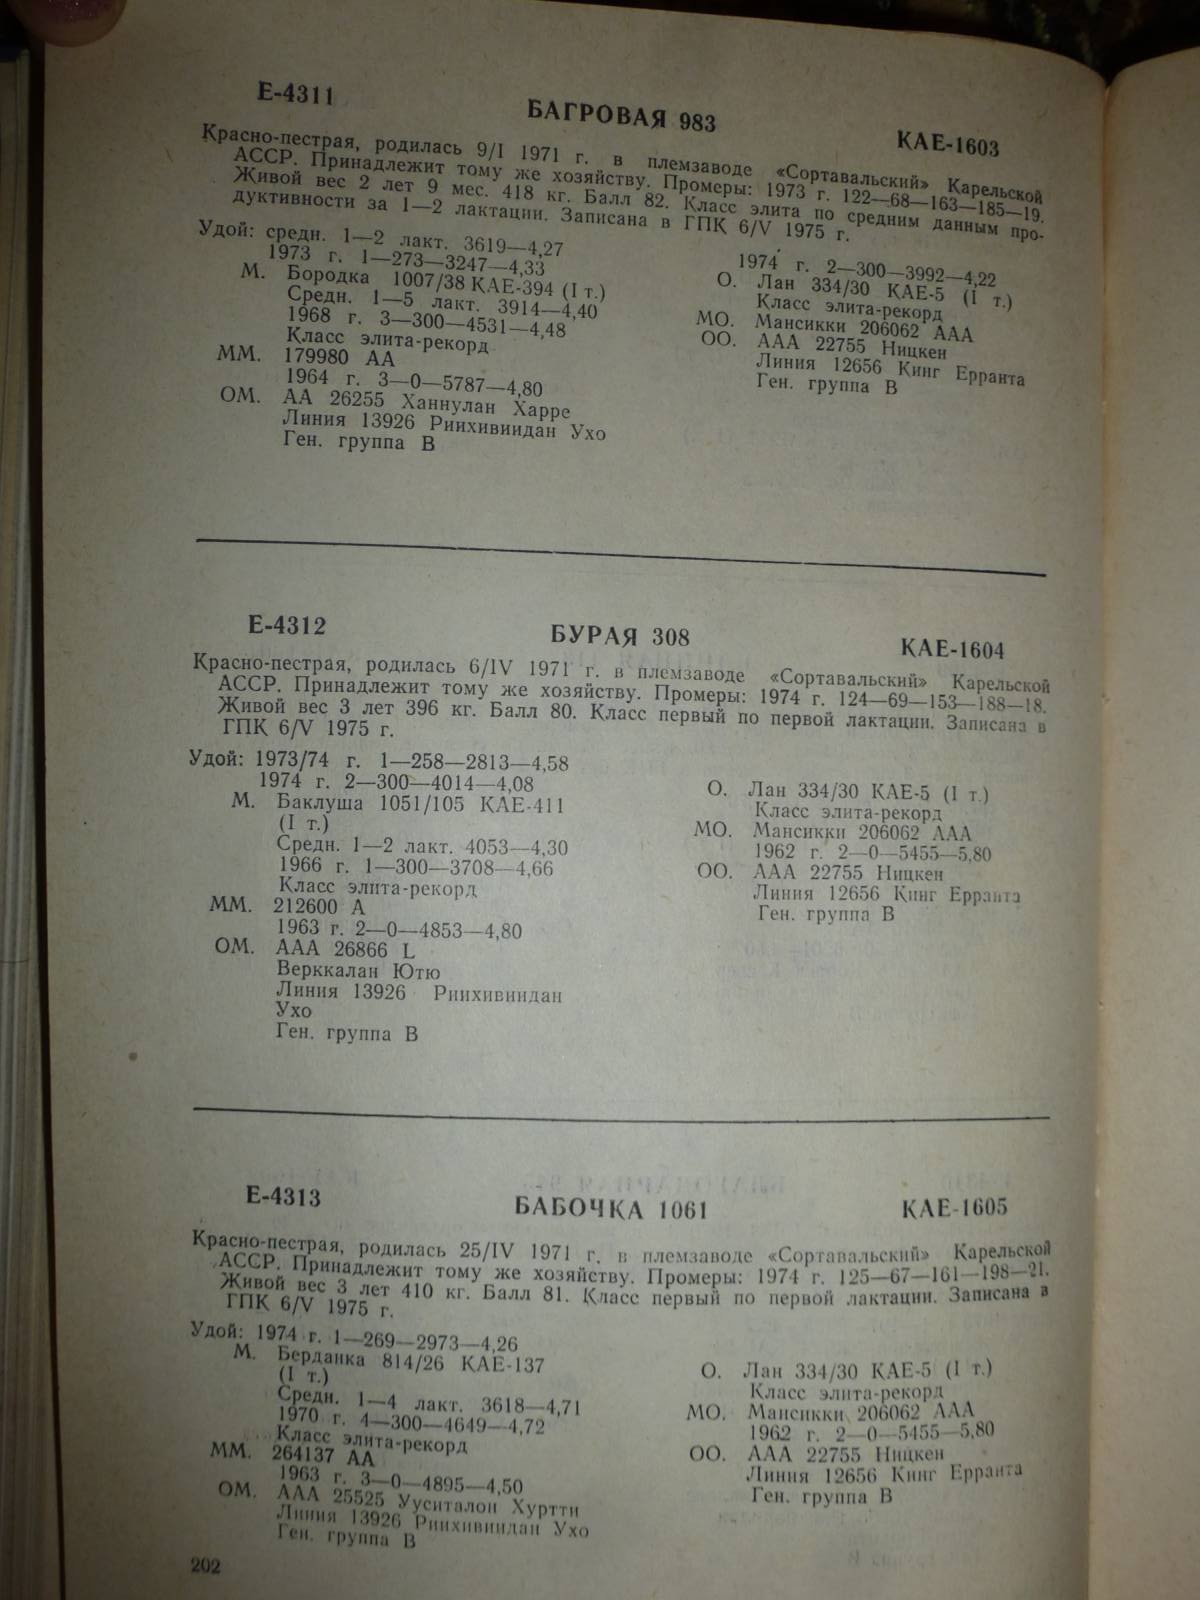 Е-4311 БАГРОВАЯ 983 КАЕ-1603
Красно-пестрая, родилась 9/I 1971 г. в племзаводе «Сортавальский» Карельской
АССР. Принадлежит тому же хозяйству. Промеры: 1973 г. 122—68—163—185—19.
Живой вес 2 лет 9 мес. 418 кг. Балл 82. Класс элита по средним данным про-
дуктивности за 1—2 лактации. Записана в ГПК 6/V 1975 г.
Удой: средн. 1—2 лакт. 3619—4,27
1973 г. 1—273—3247—4,33
М. Бородка 1007/38 КАЕ-394 (I т.)
Средн. 1—5 лакт. 3914—4,40
1968 г. 3—300—4531—4,48
Класс элита-рекорд
ММ. 179980 АА
1964 г. 3—0—5787—4,80
ОМ. АА 26255 Ханнулан Харре
Линия 13926 Риихивиидан Ухо
Ген. группа В
1974 г. 2—300—3992—4,22
О. Лан 334/30 КАЕ-5 (I т.)
Класс элита-рекорд
МО. Мансикки 206062 ААА
ОО. ААА 22755 Ницкен
Линия 12656 Кинг Ерранта
Ген. группа В
Е-4312 БУРАЯ 308 КАЕ-1604
Красно-пестрая, родилась 6/IV 1971 г. в племзаводе «Сортавальский» Карельской
АССР. Принадлежит тому же хозяйству. Промеры: 1974 г. 124—69—153—188—18.
Живой вес 3 лет 396 кг. Балл 80. Класс первый по первой лактации. Записана в
ГПК 6/V 1975 г.
Удой: 1973/74 г. 1—258—2813—4,58
1974 г. 2—300—4014—4,08
М. Баклуша 1051/105 КАЕ-411
(I т.)
Средн. 1—2 лакт. 4053—4,30
1966 г. 1—300—3708—4,66
Класс элита-рекорд
ММ. 212600 А
1963 г. 2—0—4853—4,80
ОМ. ААА 26866 L
Верккалан Ютю
Линия 13926 Риихивиидан
Ухо
Ген. группа В
О. Лан 334/30 КАЕ-5 (I т.)
Класс элита-рекорд
МО. Мансикки 206062 ААА
1962 г. 2—0—5455—5,80
ОО. ААА 22755 Ницкен
Линия 12656 Кинг Ерранта
Ген. группа В
Е-4313 БАБОЧКА 1061 КАЕ-1605
Красно-пестрая, родилась 25/IV 1971 г. в племзаводе «Сортавальский» Карельской
АССР. Принадлежит тому же хозяйству. Промеры: 1974 г. 125—67—161—198—21.
Живой вес 3 лет 410 кг. Балл 81. Класс первый по первой лактации. Записана в
ГПК 6/V 1975 г.
Удой: 1974 г. 1—269—2973—4,26
М. Берданка 814/26 КАЕ-137
(I т.)
Средн. 1—4 лакт. 3618—4,71
1970 г. 4—300—4649—4,72
Класс элита-рекорд
ММ. 264137 АА
1963 г. 3—0—4895—4,50
ОМ. ААА 25525 Ууситалон Хуртти
Линия 13926 Риихивиидан Ухо
Ген. группа В
О. Лан 334/30 КАЕ-5 (I т.)
Класс элита-рекорд
МО. Мансикки 206062 ААА
1962 г. 2—0—5455—5,80
ОО. ААА 22755 Ницкен
Линия 12656 Кинг Ерранта
Ген. группа В
202